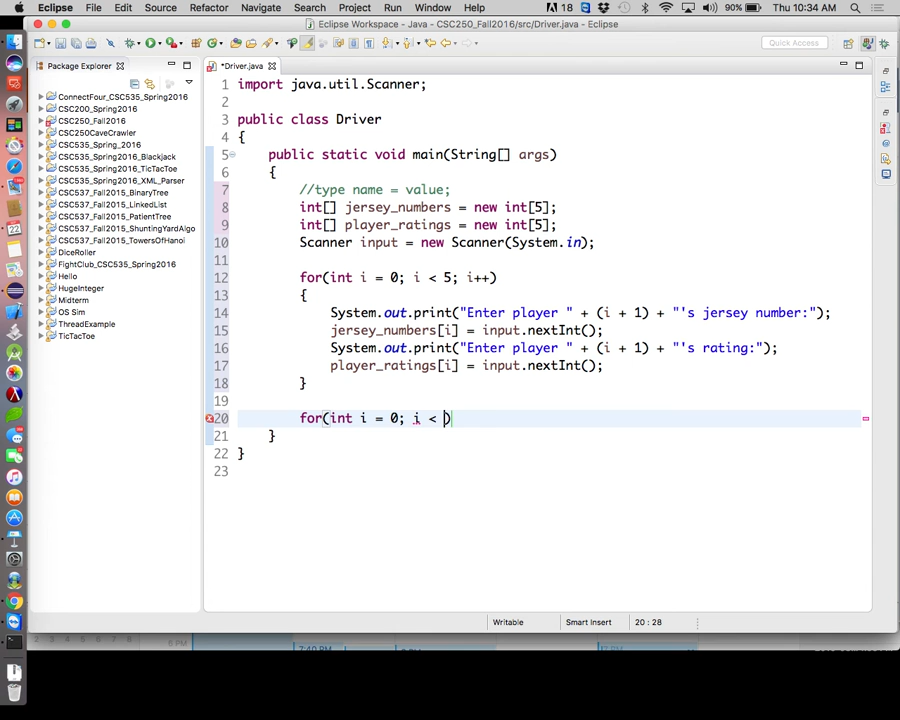 Eclipse File Edit Source Refactor Navigate Search Project Run Window Help 18 90% Thu 10:34 AM
Eclipse Workspace - Java - CSC250_Fall2016/src/Driver.java - Eclipse
Quick Access
Package Explorer
*Driver.java
ConnectFour_CSC535_Spring2016
CSC200_Spring2016
CSC250_Fall2016
CSC250CaveCrawler
CSC535_Spring_2016
CSC535_Spring2016_Blackjack
CSC535_Spring2016_TicTacToe
CSC535_Spring2016_XML_Parser
CSC537_Fall2015_BinaryTree
CSC537_Fall2015_LinkedList
CSC537_Fall2015_PatientTree
CSC537_Fall2015_ShuntingYardAlgo
CSC537_Fall2015_TowersOfHanoi
DiceRoller
FightClub_CSC535_Spring2016
Hello
HugeInteger
Midterm
OS Sim
ThreadExample
TicTacToe
1 import java.util.Scanner;
2
3 public class Driver
4 {
5 public static void main(String[] args)
6 {
7 //type name = value;
8 int[] jersey_numbers = new int[5];
9 int[] player_ratings = new int[5];
10 Scanner input = new Scanner(System.in);
11
12 for(int i = 0; i < 5; i++)
13 {
14 System.out.print("Enter player " + (i + 1) + "'s jersey number:");
15 jersey_numbers[i] = input.nextInt();
16 System.out.print("Enter player " + (i + 1) + "'s rating:");
17 player_ratings[i] = input.nextInt();
18 }
19
20 for(int i = 0; i < )
21 }
22 }
23
Writable Smart Insert 20 : 28